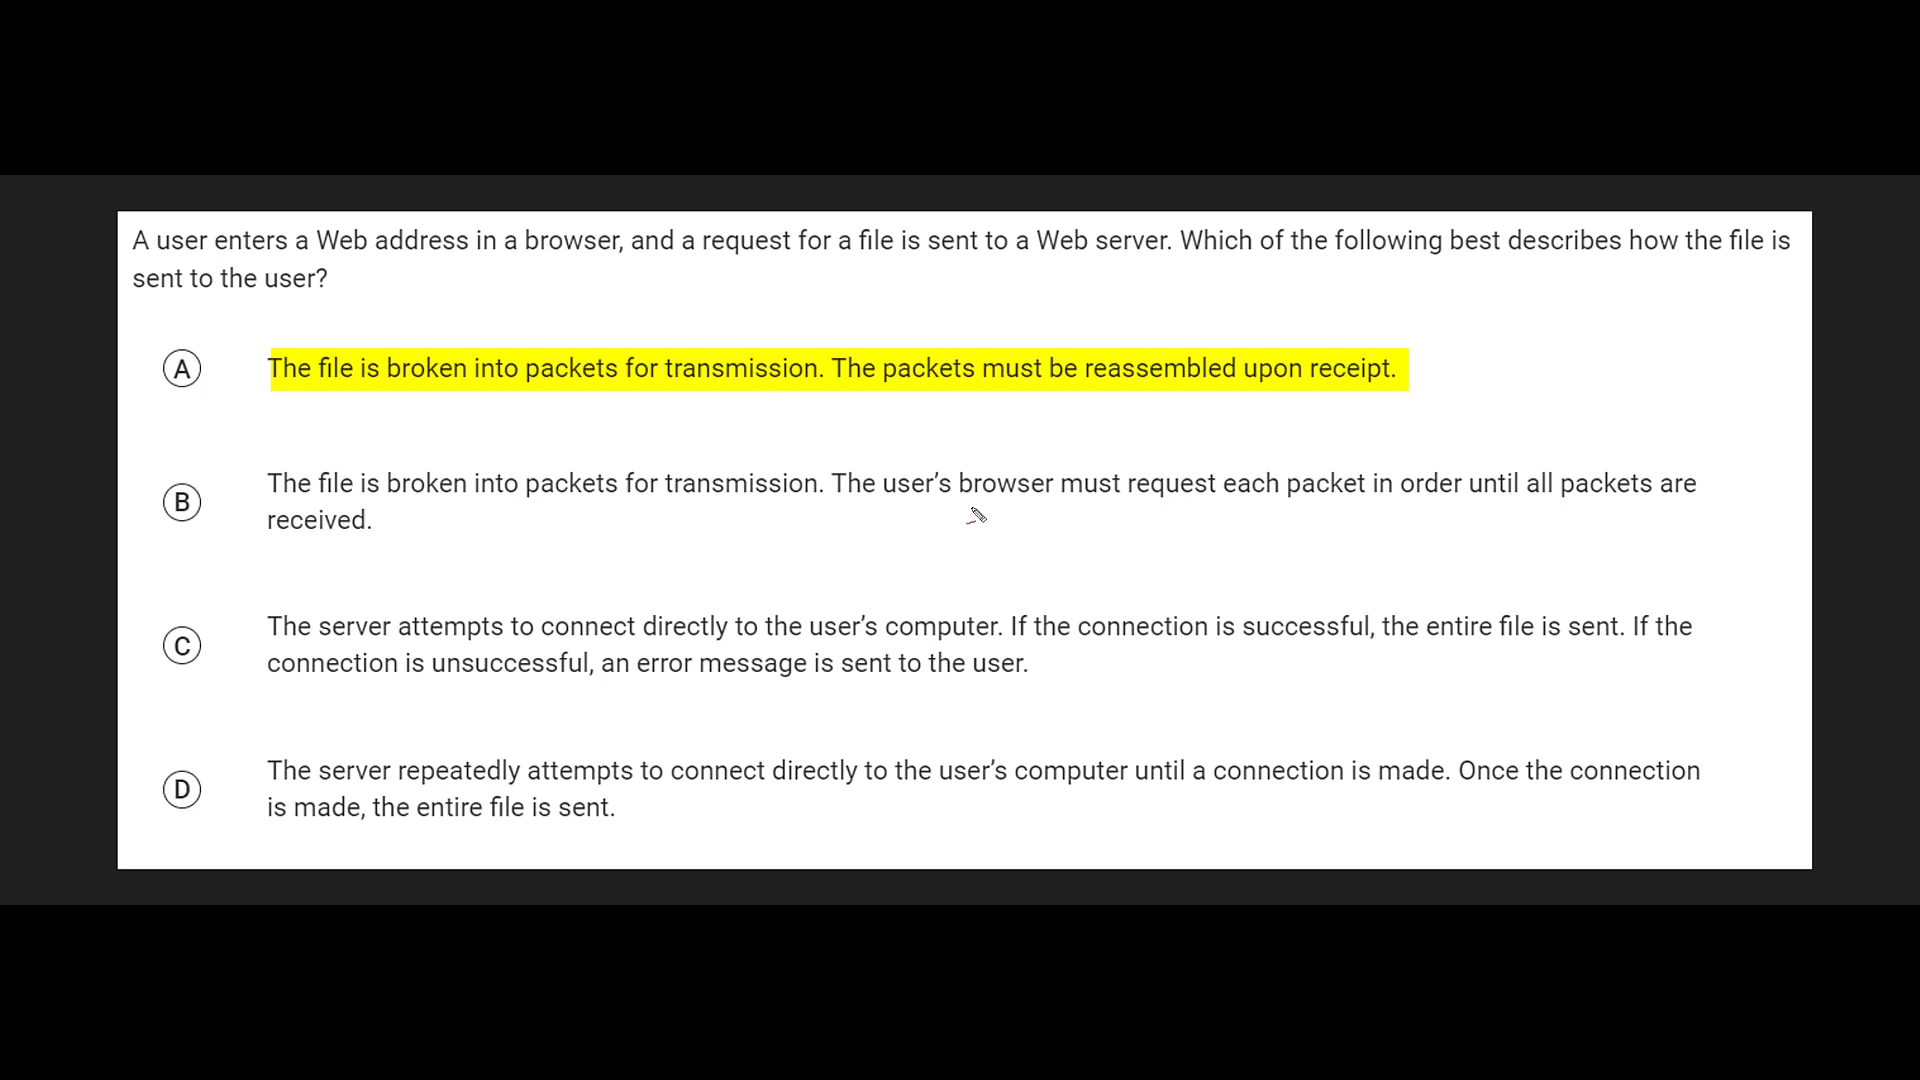 A user enters a Web address in a browser, and a request for a file is sent to a Web server. Which of the following best describes how the file is
sent to the user?
A The file is broken into packets for transmission. The packets must be reassembled upon receipt.
The file is broken into packets for transmission. The user’s browser must request each packet in order until all packets are
B
received.
The server attempts to connect directly to the user’s computer. If the connection is successful, the entire file is sent. If the
C
connection is unsuccessful, an error message is sent to the user.
The server repeatedly attempts to connect directly to the user’s computer until a connection is made. Once the connection
D
is made, the entire file is sent.